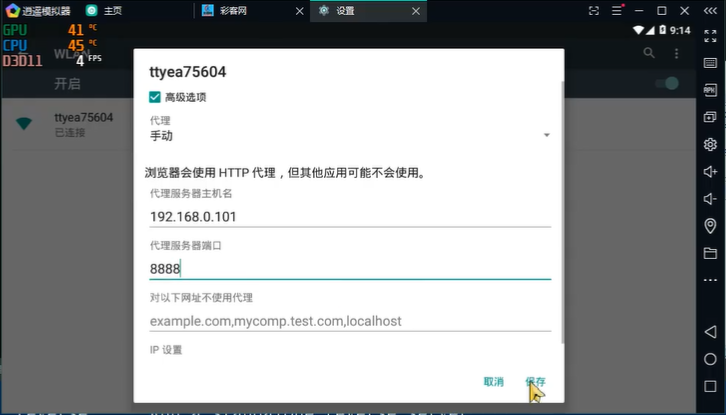 逍遥模拟器 主页 彩客网 设置
GPU 41 °C
CPU 45 °C
D3D11 4 FPS
9:14
WLAN
开启
ttyea75604
已连接
ttyea75604
高级选项
代理
手动
浏览器会使用 HTTP 代理，但其他应用可能不会使用。
代理服务器主机名
192.168.0.101
代理服务器端口
8888
对以下网址不使用代理
example.com,mycomp.test.com,localhost
IP 设置
取消 保存